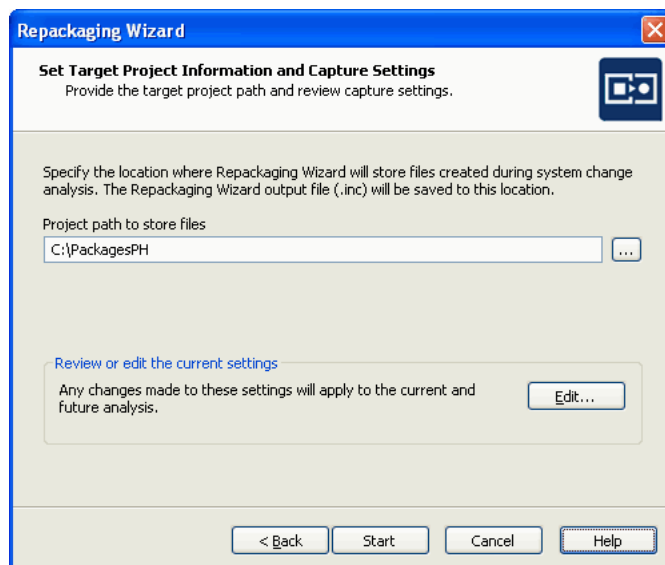 Repackaging Wizard
Set Target Project Information and Capture Settings
Provide the target project path and review capture settings.
Specify the location where Repackaging Wizard will store files created during system change
analysis. The Repackaging Wizard output file (.inc) will be saved to this location.
Project path to store files
C:\PackagesPH
...
Review or edit the current settings
Any changes made to these settings will apply to the current and
future analysis.
Edit...
< Back
Start
Cancel
Help